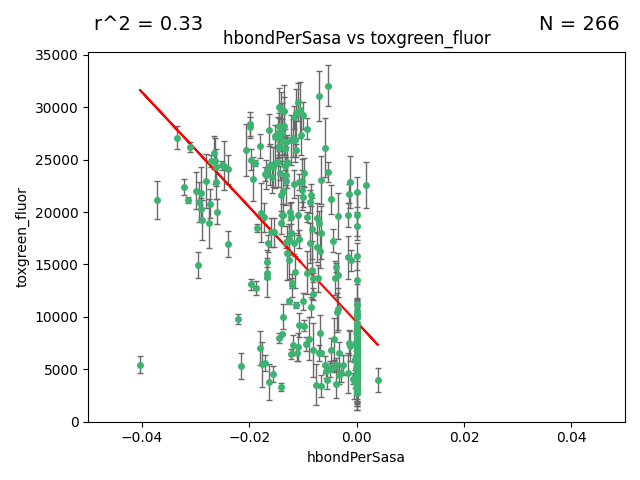 r^2 = 0.33
N = 266
hbondPerSasa vs toxgreen_fluor
toxgreen_fluor
35000
30000
25000
20000
15000
10000
5000
0
−0.04
−0.02
0.00
0.02
0.04
hbondPerSasa